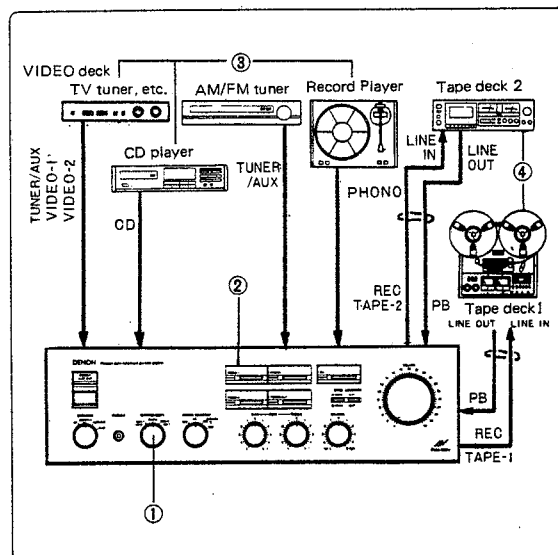 ③
VIDEO deck
TV tuner, etc.
AM/FM tuner
Record Player
Tape deck 2
CD player
LINE
IN
LINE
OUT
④
TUNER/AUX
VIDEO-1
VIDEO-2
TUNER
/AUX
PHONO
CD
REC
TAPE-2
PB
②
Tape deck 1
LINE OUT LINE IN
DENON
PB
REC
TAPE-1
①